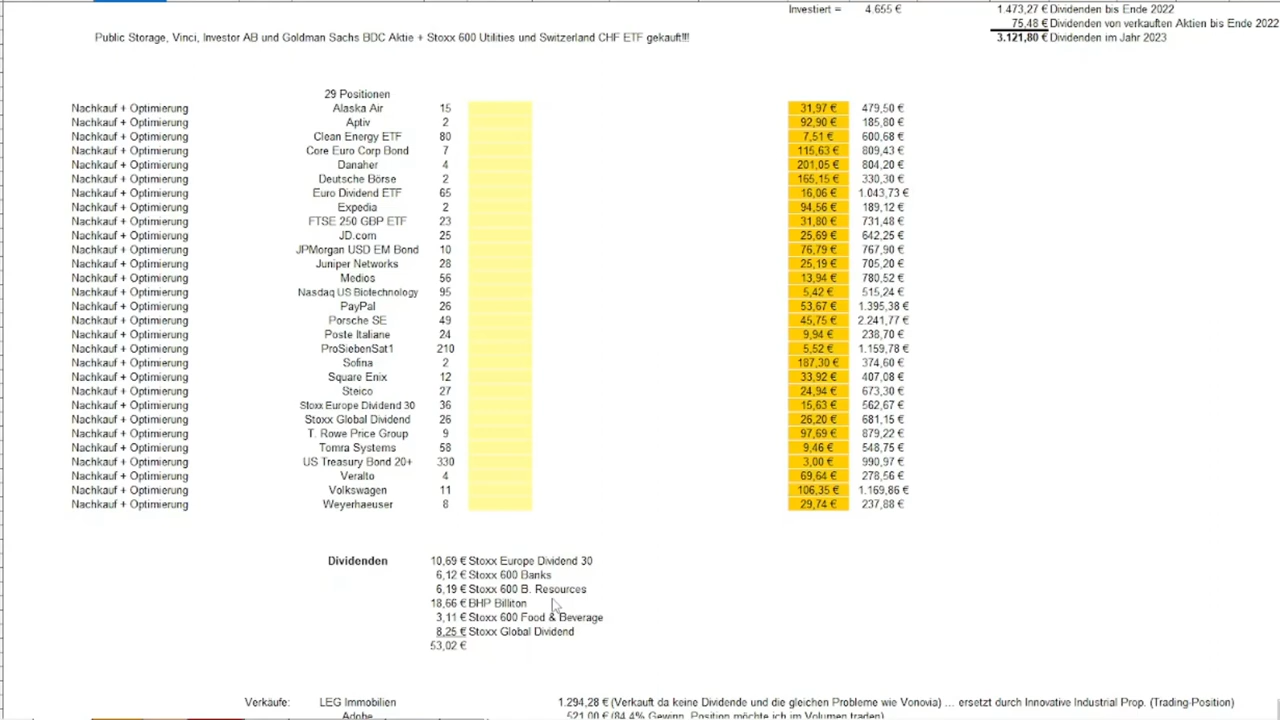 Investiert = 4.655 € 1.473,27 € Dividenden bis Ende 2022
75,48 € Dividenden von verkauften Aktien bis Ende 2022
Public Storage, Vinci, Investor AB und Goldman Sachs BDC Aktie + Stoxx 600 Utilities und Switzerland CHF ETF gekauft!!! 3.121,80 € Dividenden im Jahr 2023
29 Positionen
Nachkauf + Optimierung Alaska Air 15 31,97 € 479,50 €
Nachkauf + Optimierung Aptiv 2 92,90 € 185,80 €
Nachkauf + Optimierung Clean Energy ETF 80 7,51 € 600,68 €
Nachkauf + Optimierung Core Euro Corp Bond 7 115,63 € 809,43 €
Nachkauf + Optimierung Danaher 4 201,05 € 804,20 €
Nachkauf + Optimierung Deutsche Börse 2 165,15 € 330,30 €
Nachkauf + Optimierung Euro Dividend ETF 65 16,06 € 1.043,73 €
Nachkauf + Optimierung Expedia 2 94,56 € 189,12 €
Nachkauf + Optimierung FTSE 250 GBP ETF 23 31,80 € 731,48 €
Nachkauf + Optimierung JD.com 25 25,69 € 642,25 €
Nachkauf + Optimierung JPMorgan USD EM Bond 10 76,79 € 767,90 €
Nachkauf + Optimierung Juniper Networks 28 25,19 € 705,20 €
Nachkauf + Optimierung Medios 56 13,94 € 780,52 €
Nachkauf + Optimierung Nasdaq US Biotechnology 95 5,42 € 515,24 €
Nachkauf + Optimierung PayPal 26 53,67 € 1.395,38 €
Nachkauf + Optimierung Porsche SE 49 45,75 € 2.241,77 €
Nachkauf + Optimierung Poste Italiane 24 9,94 € 238,70 €
Nachkauf + Optimierung ProSiebenSat1 210 5,52 € 1.159,78 €
Nachkauf + Optimierung Sofina 2 187,30 € 374,60 €
Nachkauf + Optimierung Square Enix 12 33,92 € 407,08 €
Nachkauf + Optimierung Steico 27 24,94 € 673,30 €
Nachkauf + Optimierung Stoxx Europe Dividend 30 36 15,63 € 562,67 €
Nachkauf + Optimierung Stoxx Global Dividend 26 26,20 € 681,15 €
Nachkauf + Optimierung T. Rowe Price Group 9 97,69 € 879,22 €
Nachkauf + Optimierung Tomra Systems 58 9,46 € 548,75 €
Nachkauf + Optimierung US Treasury Bond 20+ 330 3,00 € 990,97 €
Nachkauf + Optimierung Veralto 4 69,64 € 278,56 €
Nachkauf + Optimierung Volkswagen 11 106,35 € 1.169,86 €
Nachkauf + Optimierung Weyerhaeuser 8 29,74 € 237,88 €
Dividenden 10,69 € Stoxx Europe Dividend 30
6,12 € Stoxx 600 Banks
6,19 € Stoxx 600 B. Resources
18,66 € BHP Billiton
3,11 € Stoxx 600 Food & Beverage
8,25 € Stoxx Global Dividend
53,02 €
Verkäufe: LEG Immobilien 1.294,28 € (Verkauft da keine Dividende und die gleichen Probleme wie Vonovia) ... ersetzt durch Innovative Industrial Prop. (Trading-Position)
Adobe 521,00 € (84,4% Gewinn, Position möchte ich im Volumen traden)